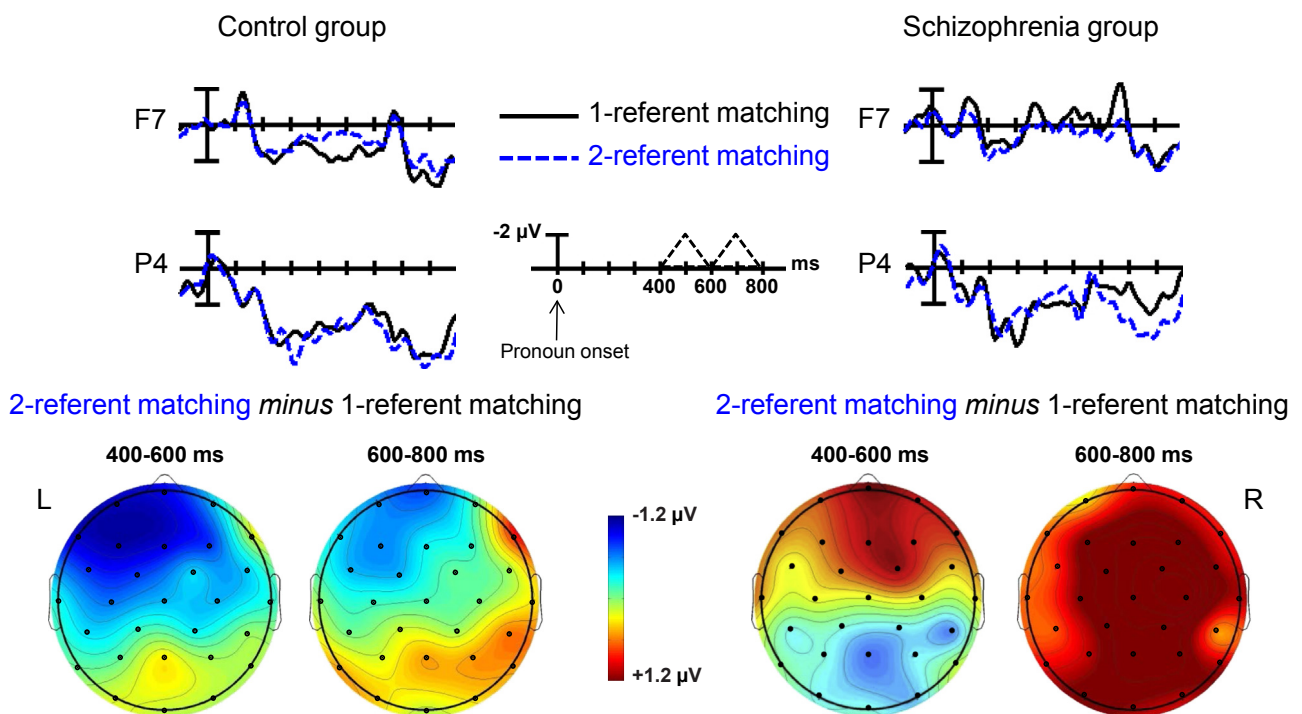 Control group
Schizophrenia group
F7
1-referent matching
F7
2-referent matching
P4
-2 µV
ms
P4
0
400
600
800
Pronoun onset
2-referent matching minus 1-referent matching
2-referent matching minus 1-referent matching
400-600 ms
600-800 ms
400-600 ms
600-800 ms
L
-1.2 µV
R
+1.2 µV